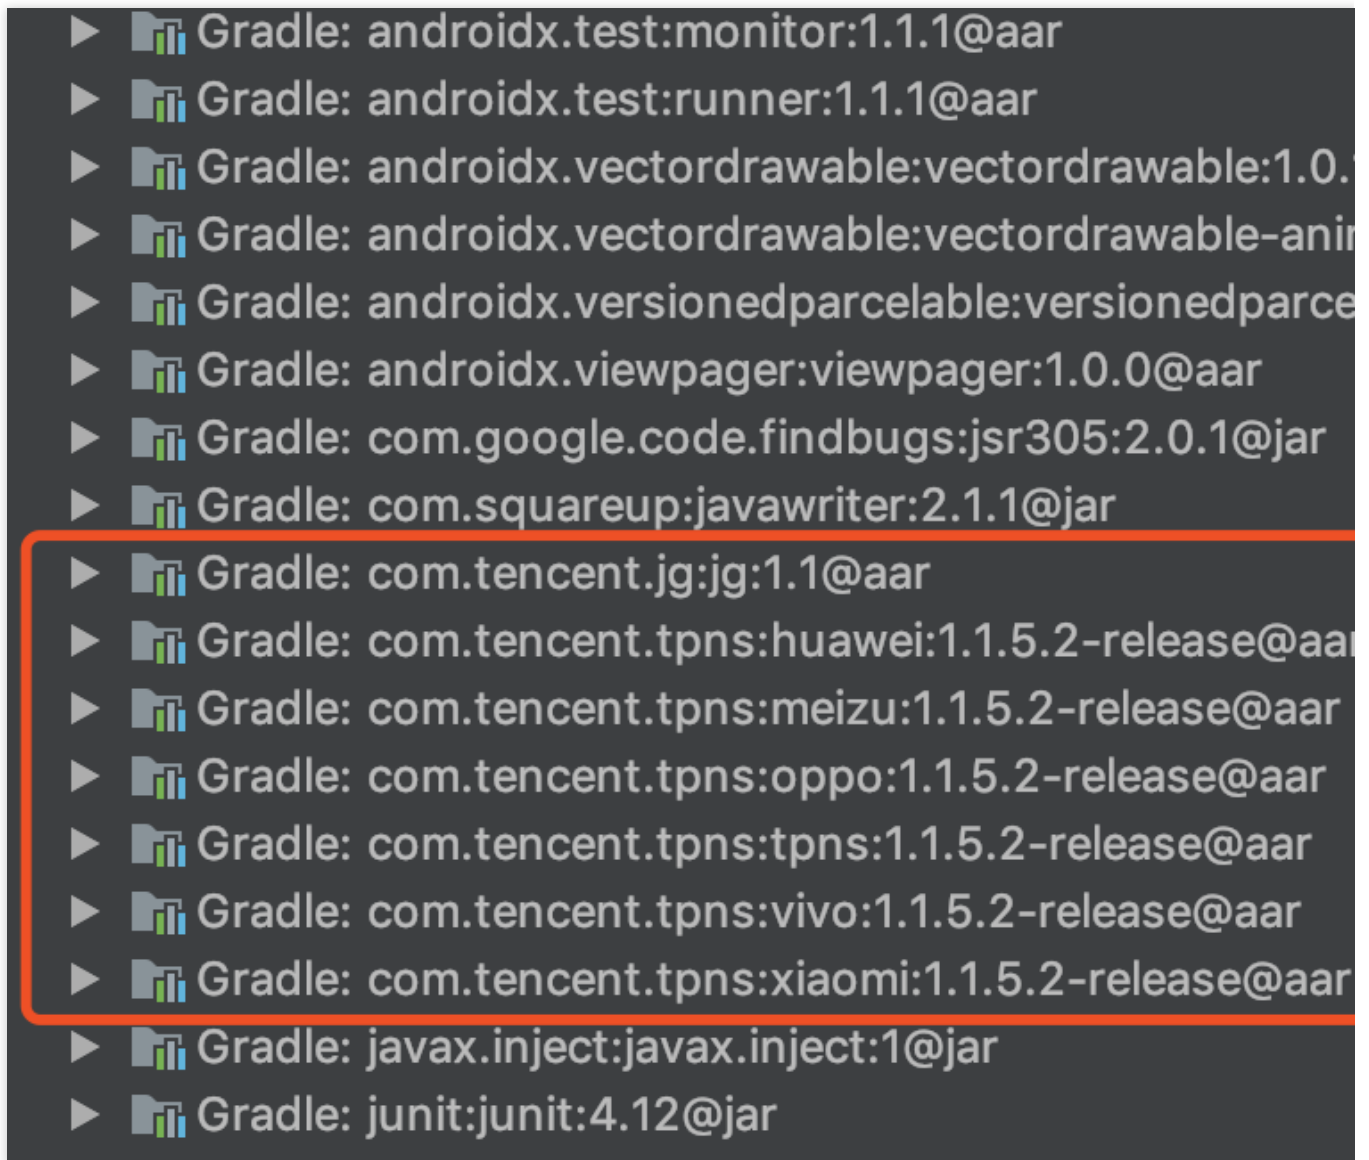 Gradle: androidx.test:monitor:1.1.1@aar
Gradle: androidx.test:runner:1.1.1@aar
Gradle: androidx.vectordrawable:vectordrawable:1.0.
Gradle: androidx.vectordrawable:vectordrawable-ani
Gradle: androidx.versionedparcelable:versionedparce
Gradle: androidx.viewpager:viewpager:1.0.0@aar
Gradle: com.google.code.findbugs:jsr305:2.0.1@jar
Gradle: com.squareup:javawriter:2.1.1@jar
Gradle: com.tencent.jg:jg:1.1@aar
Gradle: com.tencent.tpns:huawei:1.1.5.2-release@aar
Gradle: com.tencent.tpns:meizu:1.1.5.2-release@aar
Gradle: com.tencent.tpns:oppo:1.1.5.2-release@aar
Gradle: com.tencent.tpns:tpns:1.1.5.2-release@aar
Gradle: com.tencent.tpns:vivo:1.1.5.2-release@aar
Gradle: com.tencent.tpns:xiaomi:1.1.5.2-release@aar
Gradle: javax.inject:javax.inject:1@jar
Gradle: junit:junit:4.12@jar